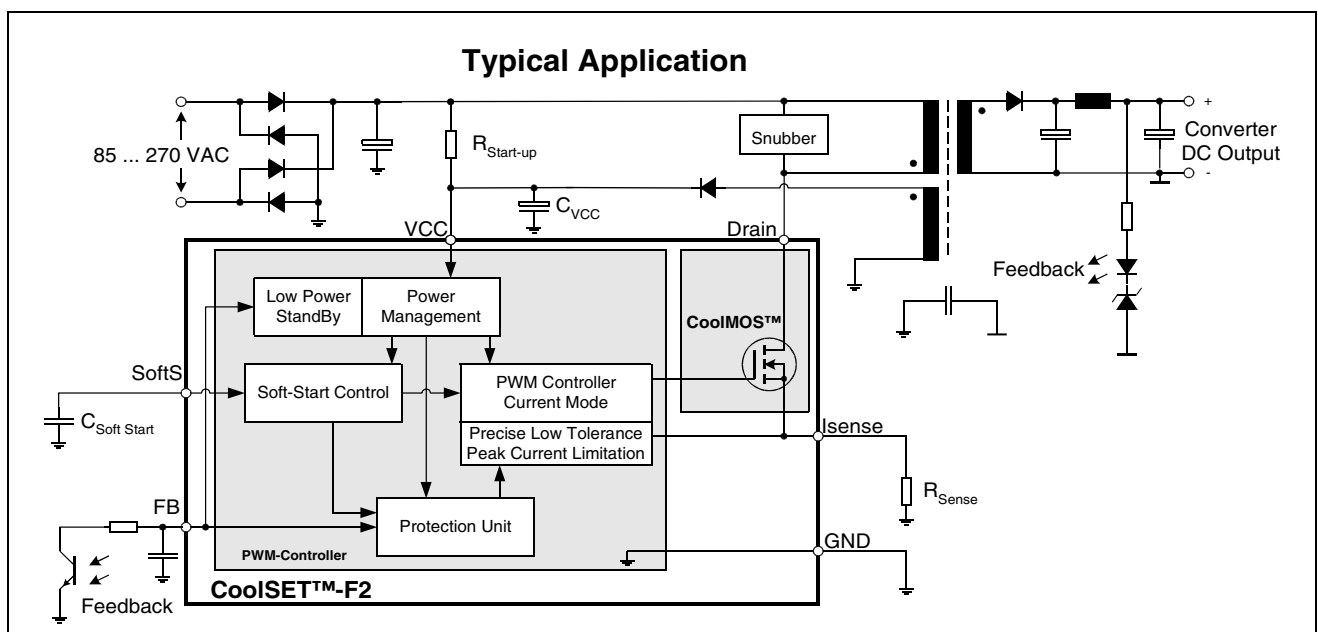 Typical Application
85 ... 270 VAC
RStart-up
Snubber
+
Converter
DC Output
-
CVCC
VCC
Drain
Feedback
Low Power
StandBy
Power
Management
CoolMOS™
SoftS
Soft-Start Control
PWM Controller
Current Mode
CSoft Start
Precise Low Tolerance
Peak Current Limitation
Isense
RSense
FB
Protection Unit
PWM-Controller
GND
CoolSET™-F2
Feedback